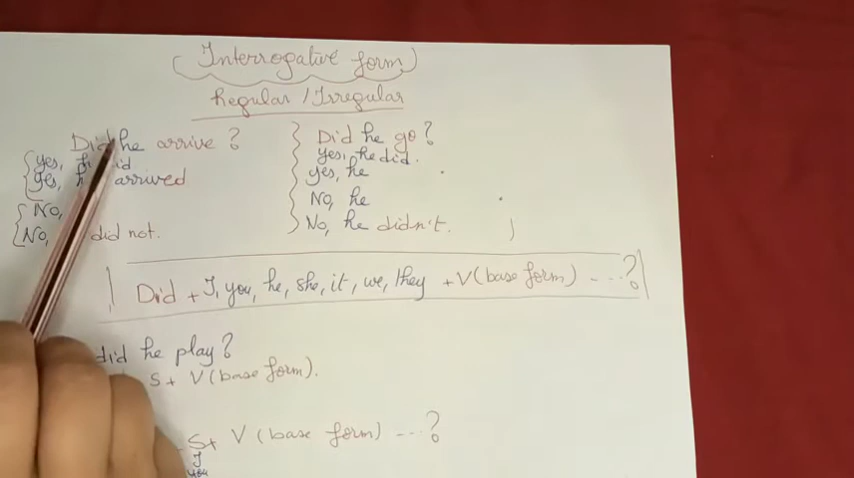 (Interrogative form)
Regular / Irregular
Did he arrive ?
yes, did
yes, arrived
No,
No, did not.
Did he go ?
yes, he did.
yes, he
No, he
No, he didn't.
Did + I, you, he, she, it, we, they + V (base form) ....?
did he play ?
S + V (base form).
S + V (base form) ....?
I
you